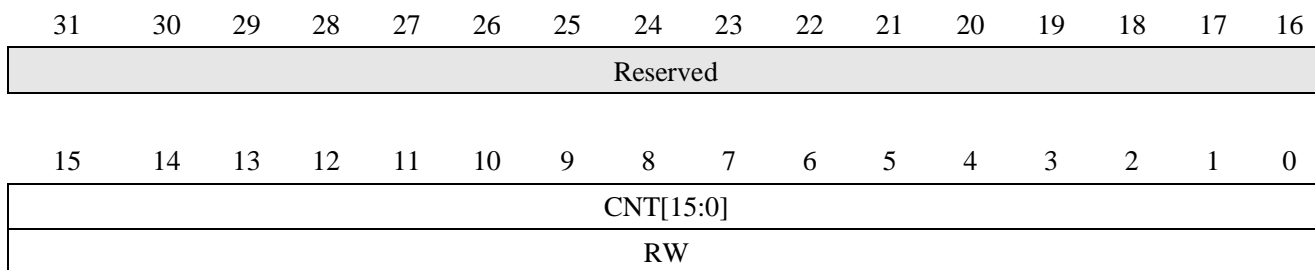 31 30 29 28 27 26 25 24 23 22 21 20 19 18 17 16
Reserved
15 14 13 12 11 10 9 8 7 6 5 4 3 2 1 0
CNT[15:0]
RW